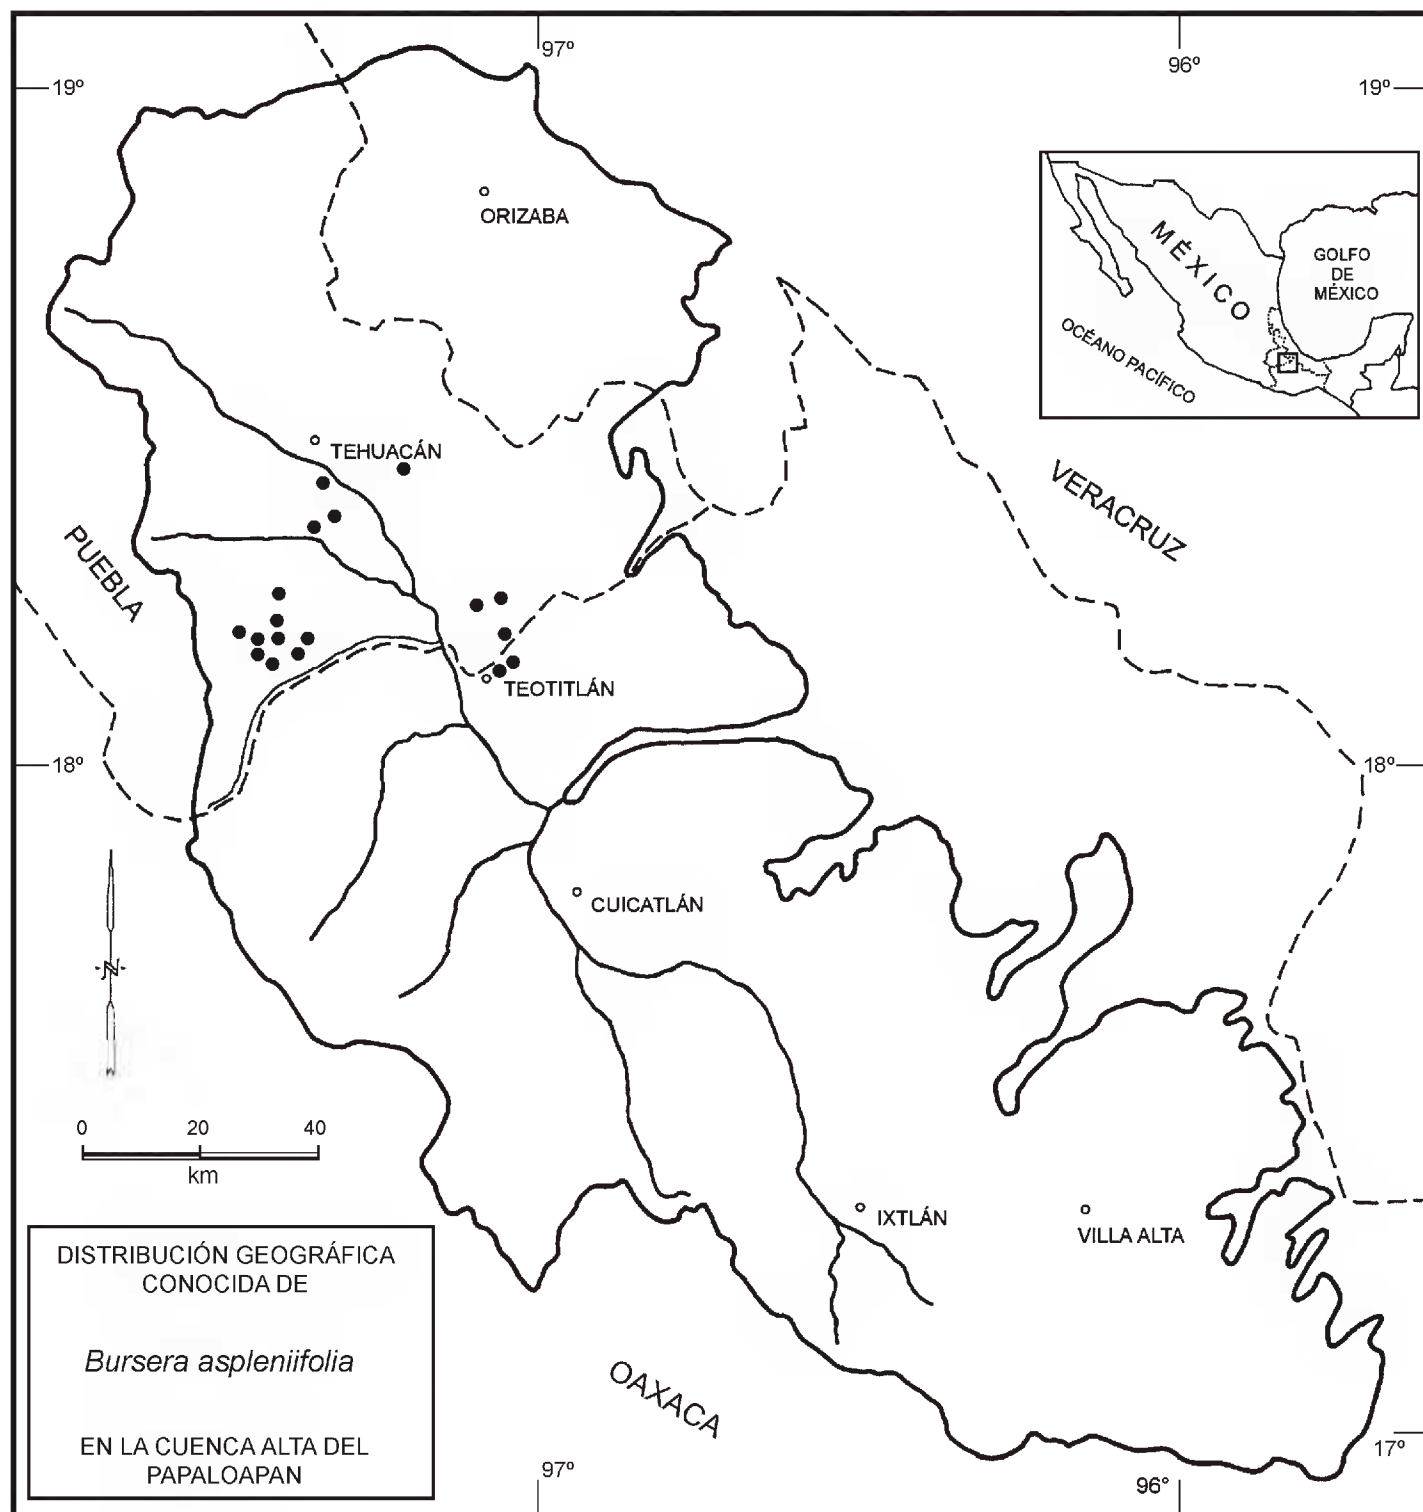 97º
96º
19º
19º
ORIZABA
MÉXICO
GOLFO
DE
MÉXICO
OCÉANO PACÍFICO
TEHUACÁN
VERACRUZ
PUEBLA
TEOTITLÁN
18º
18º
CUICATLÁN
N
0 20 40
km
IXTLÁN
VILLA ALTA
DISTRIBUCIÓN GEOGRÁFICA
CONOCIDA DE
Bursera aspleniifolia
EN LA CUENCA ALTA DEL
PAPALOAPAN
OAXACA
17º
97º
96º